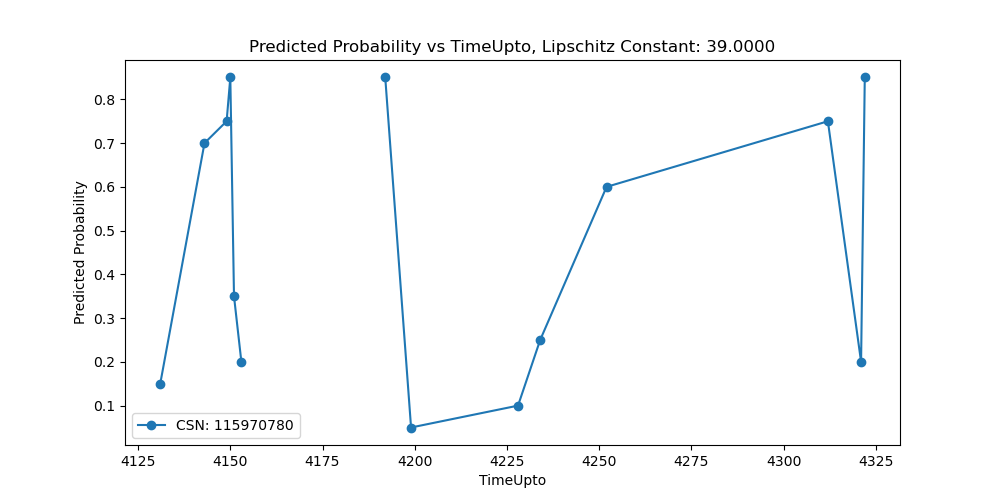 Predicted Probability vs TimeUpto, Lipschitz Constant: 39.0000
Predicted Probability
0.8
0.7
0.6
0.5
0.4
0.3
0.2
0.1
CSN: 115970780
4125 4150 4175 4200 4225 4250 4275 4300 4325
TimeUpto